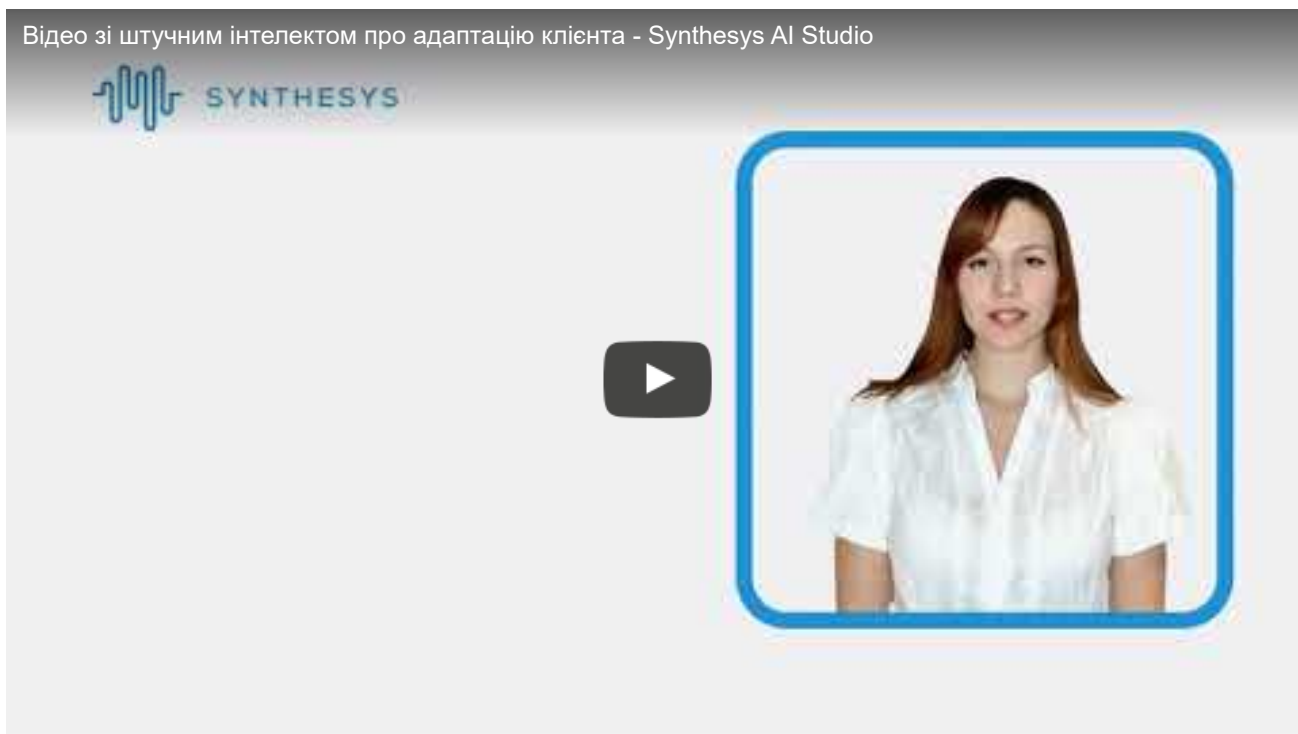 Відео зі штучним інтелектом про адаптацію клієнта - Synthesys AI Studio
SYNTHESYS